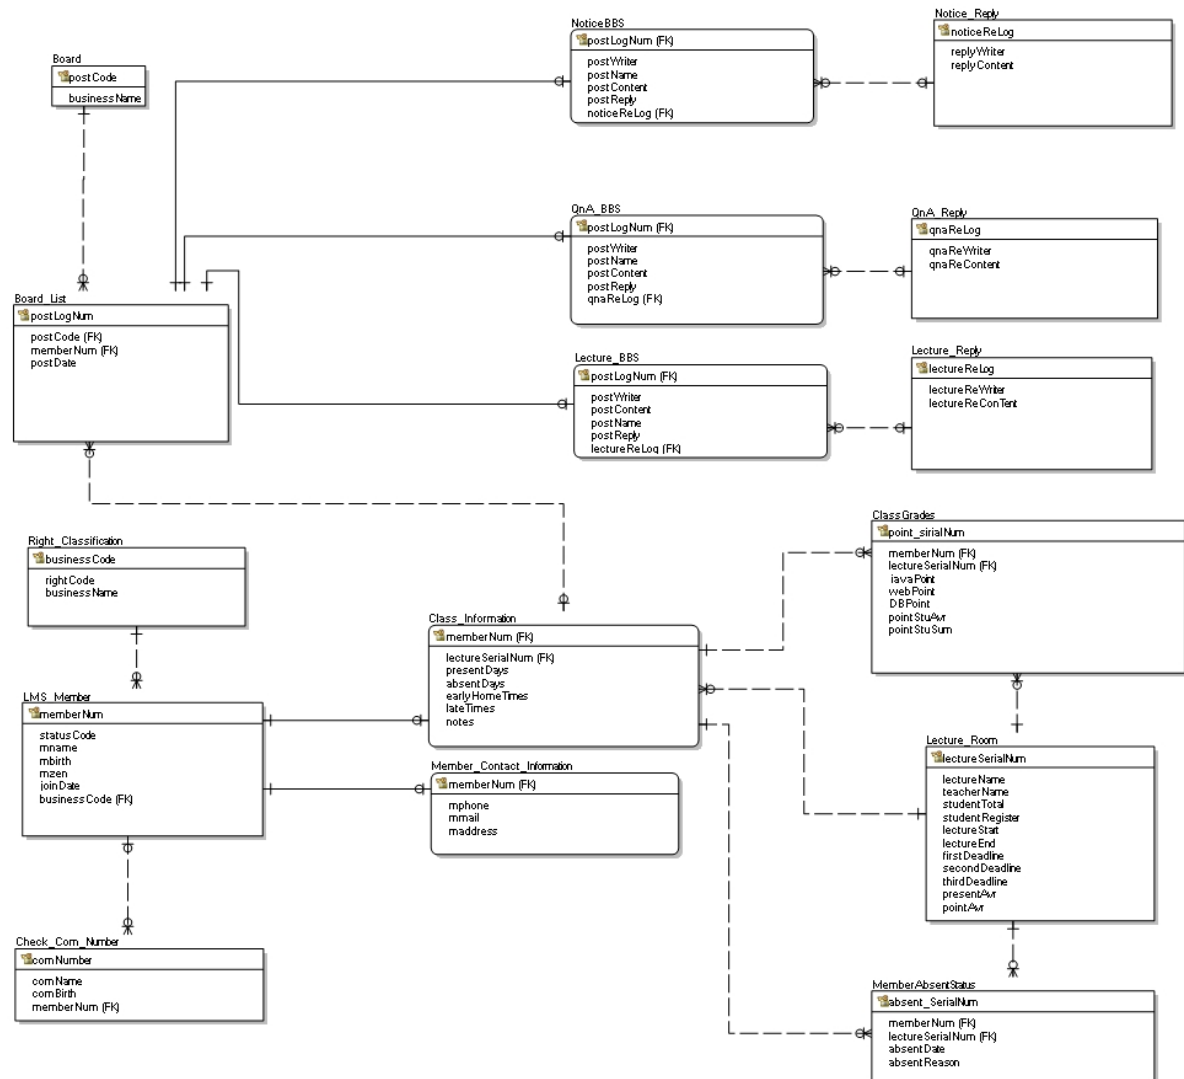 Board
postCode
businessName
NoticeBBS
postLogNum (FK)
postWriter
postName
postContent
postReply
noticeReLog (FK)
Notice_Reply
noticeReLog
replyWriter
replyContent
QnA_BBS
postLogNum (FK)
postWriter
postName
postContent
postReply
qnaReLog (FK)
QnA_Reply
qnaReLog
qnaReWriter
qnaReContent
Board_List
postLogNum
postCode (FK)
memberNum (FK)
postDate
Lecture_BBS
postLogNum (FK)
postWriter
postContent
postName
postReply
lectureReLog (FK)
Lecture_Reply
lectureReLog
lectureReWriter
lectureReConTent
Right_Classification
businessCode
rightCode
businessName
ClassGrades
point_sirialNum
memberNum (FK)
lectureSerialNum (FK)
javaPoint
webPoint
DBPoint
pointStuAvr
pointStuSum
Class_Information
memberNum (FK)
lectureSerialNum (FK)
presentDays
absentDays
earlyHomeTimes
lateTimes
notes
LMS_Member
memberNum
statusCode
mname
mbirth
mzen
joinDate
businessCode (FK)
Member_Contact_Information
memberNum (FK)
mphone
mmail
maddress
Lecture_Room
lectureSerialNum
lectureName
teacherName
studentTotal
studentRegister
lectureStart
lectureEnd
firstDeadline
secondDeadline
thirdDeadline
presentAvr
pointAvr
Check_Com_Number
comNumber
comName
comBirth
memberNum (FK)
MemberAbsentStatus
absent_SerialNum
memberNum (FK)
lectureSerialNum (FK)
absentDate
absentReason